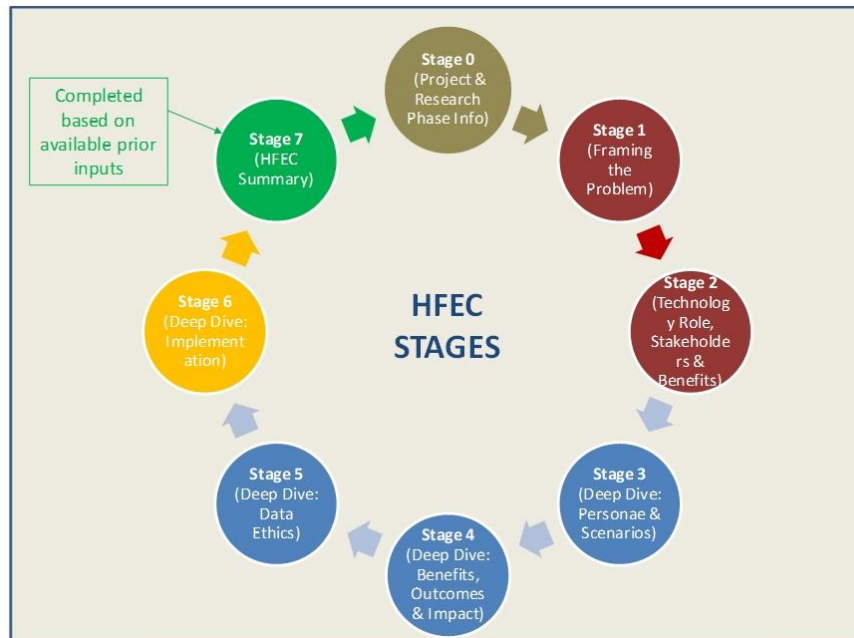 Stage 0
(Project &
Research
Phase Info)
Completed
based on
available prior
inputs
Stage 7
(HFEC
Summary)
Stage 1
(Framing
the
Problem)
Stage 6
(Deep Dive:
Implement
ation)
HFEC
STAGES
Stage 2
(Technolog
y Role,
Stakeholde
rs &
Benefits)
Stage 5
(Deep Dive:
Data
Ethics)
Stage 3
(Deep Dive:
Personae &
Scenarios)
Stage 4
(Deep Dive:
Benefits,
Outcomes
& Impact)